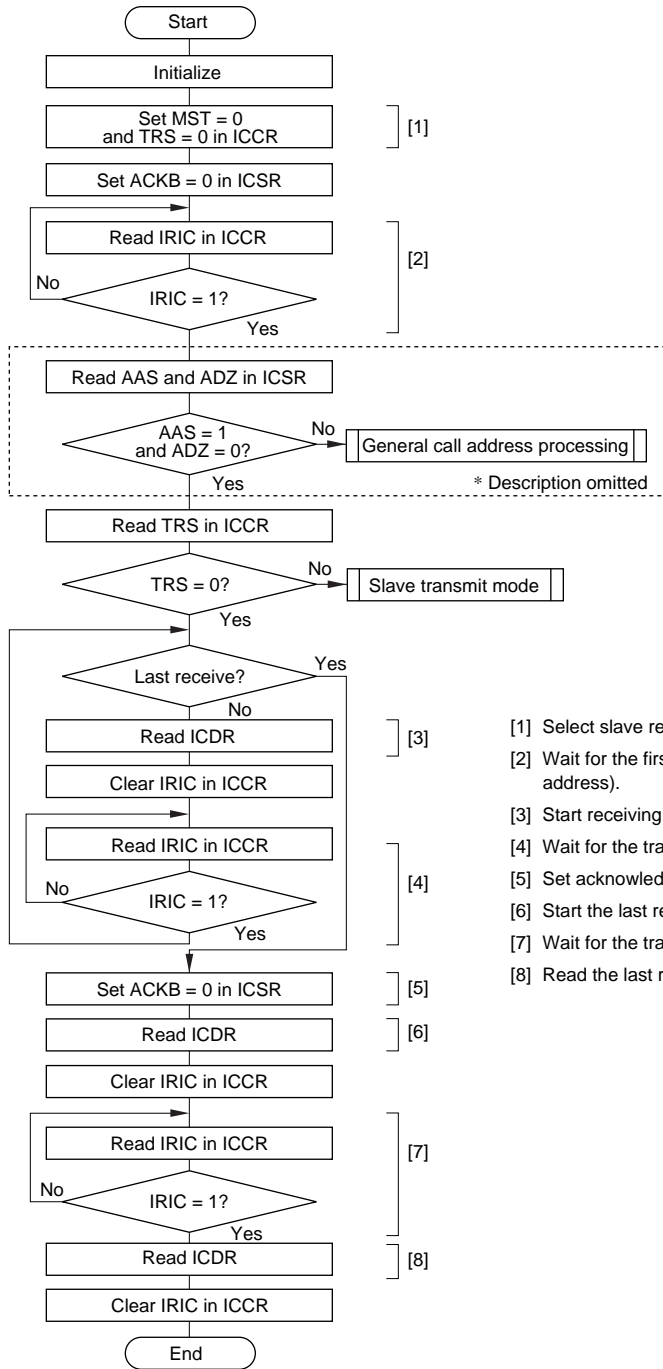 Start
Initialize
Set MST = 0
and TRS = 0 in ICCR
[1]
Set ACKB = 0 in ICSR
Read IRIC in ICCR
[2]
No
IRIC = 1?
Yes
Read AAS and ADZ in ICSR
AAS = 1
and ADZ = 0?
No
General call address processing
Yes
* Description omitted
Read TRS in ICCR
TRS = 0?
No
Slave transmit mode
Yes
Last receive?
Yes
No
Read ICDR
[3]
Clear IRIC in ICCR
Read IRIC in ICCR
[4]
No
IRIC = 1?
Yes
Set ACKB = 0 in ICSR
[5]
Read ICDR
[6]
Clear IRIC in ICCR
Read IRIC in ICCR
[7]
No
IRIC = 1?
Yes
Read ICDR
[8]
Clear IRIC in ICCR
End
[1] Select slave re
[2] Wait for the firs
address).
[3] Start receiving
[4] Wait for the tra
[5] Set acknowled
[6] Start the last re
[7] Wait for the tra
[8] Read the last r